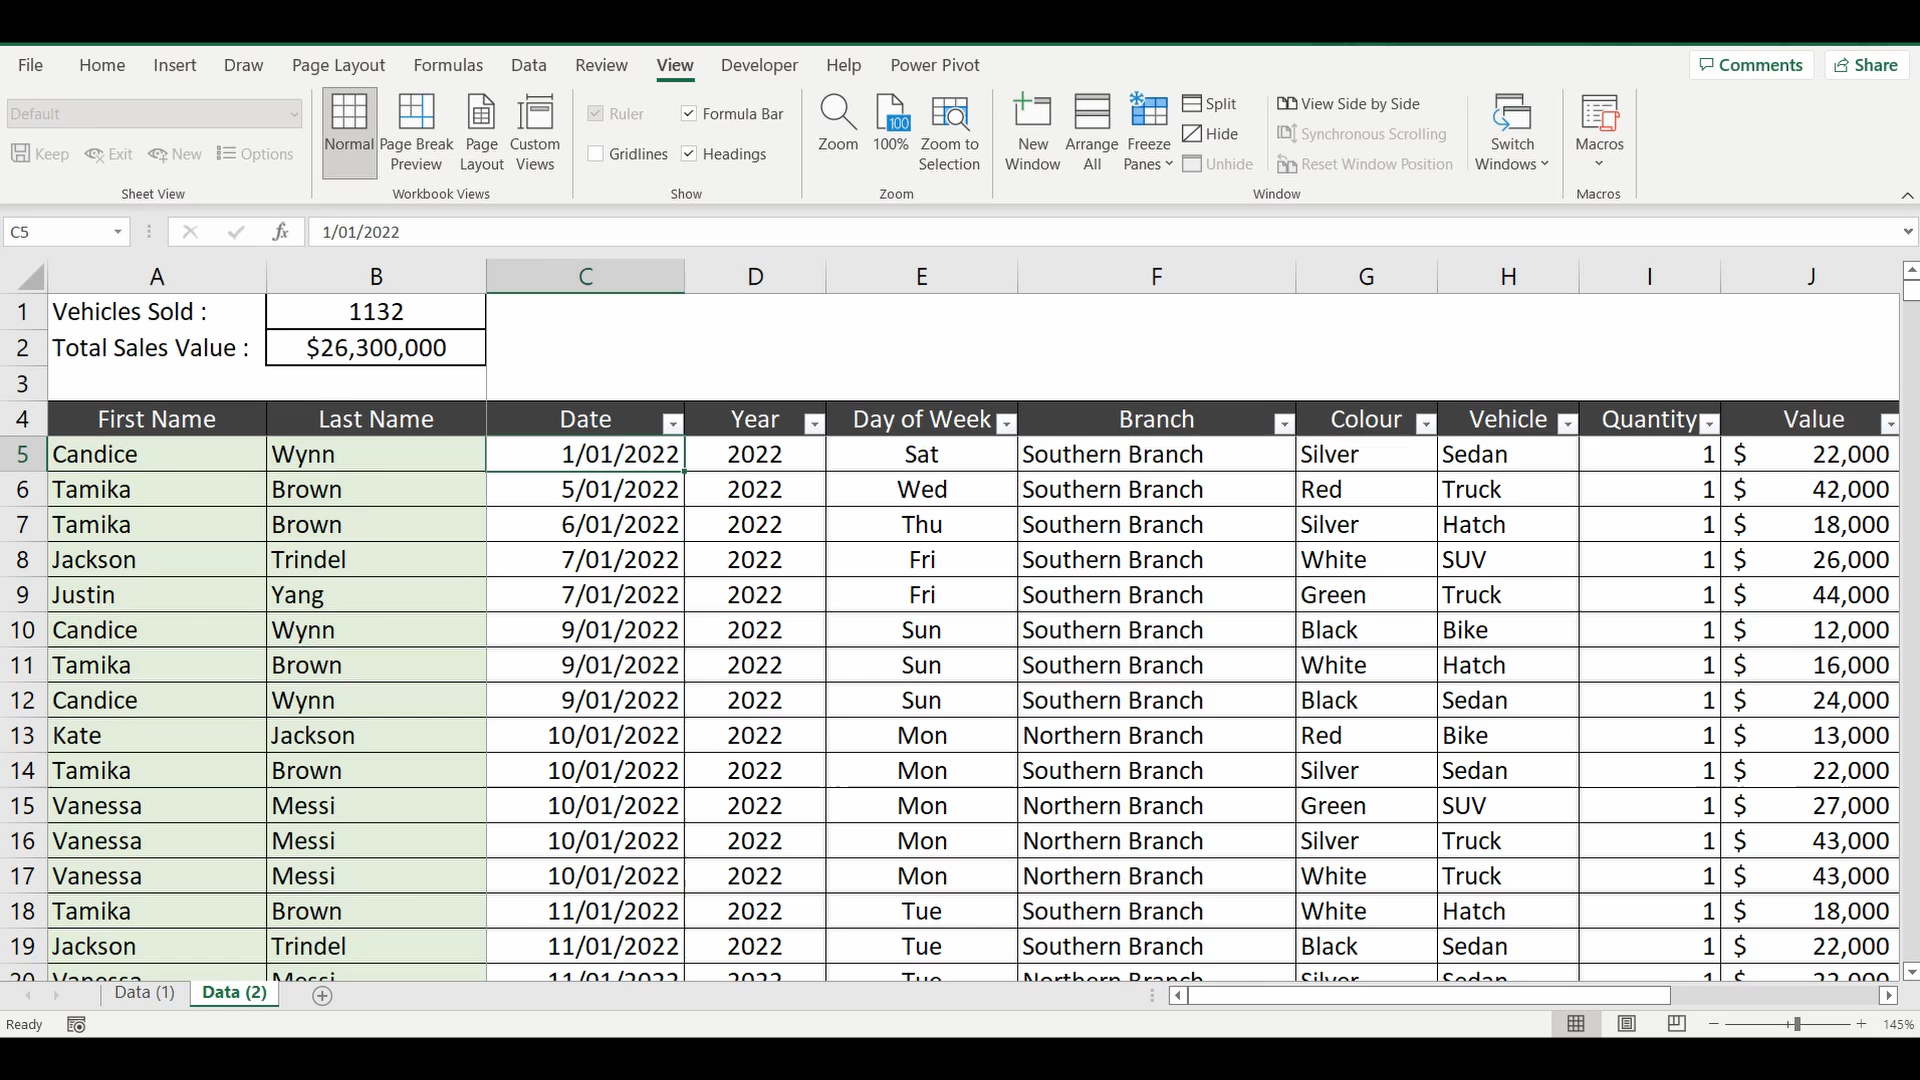 File Home Insert Draw Page Layout Formulas Data Review View Developer Help Power Pivot Comments Share
Default
Keep Exit New Options
Sheet View
Normal Page Break Preview Page Layout Custom Views
Workbook Views
Ruler Formula Bar
Gridlines Headings
Show
Zoom 100 100% Zoom to Selection
Zoom
New Window Arrange All Freeze Panes
Split View Side by Side
Hide Synchronous Scrolling
Unhide Reset Window Position
Switch Windows
Window
Macros
Macros
C5 fx 1/01/2022
A B C D E F G H I J
1 Vehicles Sold : 1132
2 Total Sales Value : $26,300,000
3
4 First Name Last Name Date Year Day of Week Branch Colour Vehicle Quantity Value
5 Candice Wynn 1/01/2022 2022 Sat Southern Branch Silver Sedan 1 $ 22,000
6 Tamika Brown 5/01/2022 2022 Wed Southern Branch Red Truck 1 $ 42,000
7 Tamika Brown 6/01/2022 2022 Thu Southern Branch Silver Hatch 1 $ 18,000
8 Jackson Trindel 7/01/2022 2022 Fri Southern Branch White SUV 1 $ 26,000
9 Justin Yang 7/01/2022 2022 Fri Southern Branch Green Truck 1 $ 44,000
10 Candice Wynn 9/01/2022 2022 Sun Southern Branch Black Bike 1 $ 12,000
11 Tamika Brown 9/01/2022 2022 Sun Southern Branch White Hatch 1 $ 16,000
12 Candice Wynn 9/01/2022 2022 Sun Southern Branch Black Sedan 1 $ 24,000
13 Kate Jackson 10/01/2022 2022 Mon Northern Branch Red Bike 1 $ 13,000
14 Tamika Brown 10/01/2022 2022 Mon Southern Branch Silver Sedan 1 $ 22,000
15 Vanessa Messi 10/01/2022 2022 Mon Northern Branch Green SUV 1 $ 27,000
16 Vanessa Messi 10/01/2022 2022 Mon Northern Branch Silver Truck 1 $ 43,000
17 Vanessa Messi 10/01/2022 2022 Mon Northern Branch White Truck 1 $ 43,000
18 Tamika Brown 11/01/2022 2022 Tue Southern Branch White Hatch 1 $ 18,000
19 Jackson Trindel 11/01/2022 2022 Tue Southern Branch Black Sedan 1 $ 22,000
20 Vanessa Messi 11/01/2022 2022 Tue Northern Branch Silver Sedan 1 $
Data (1) Data (2)
Ready 145%